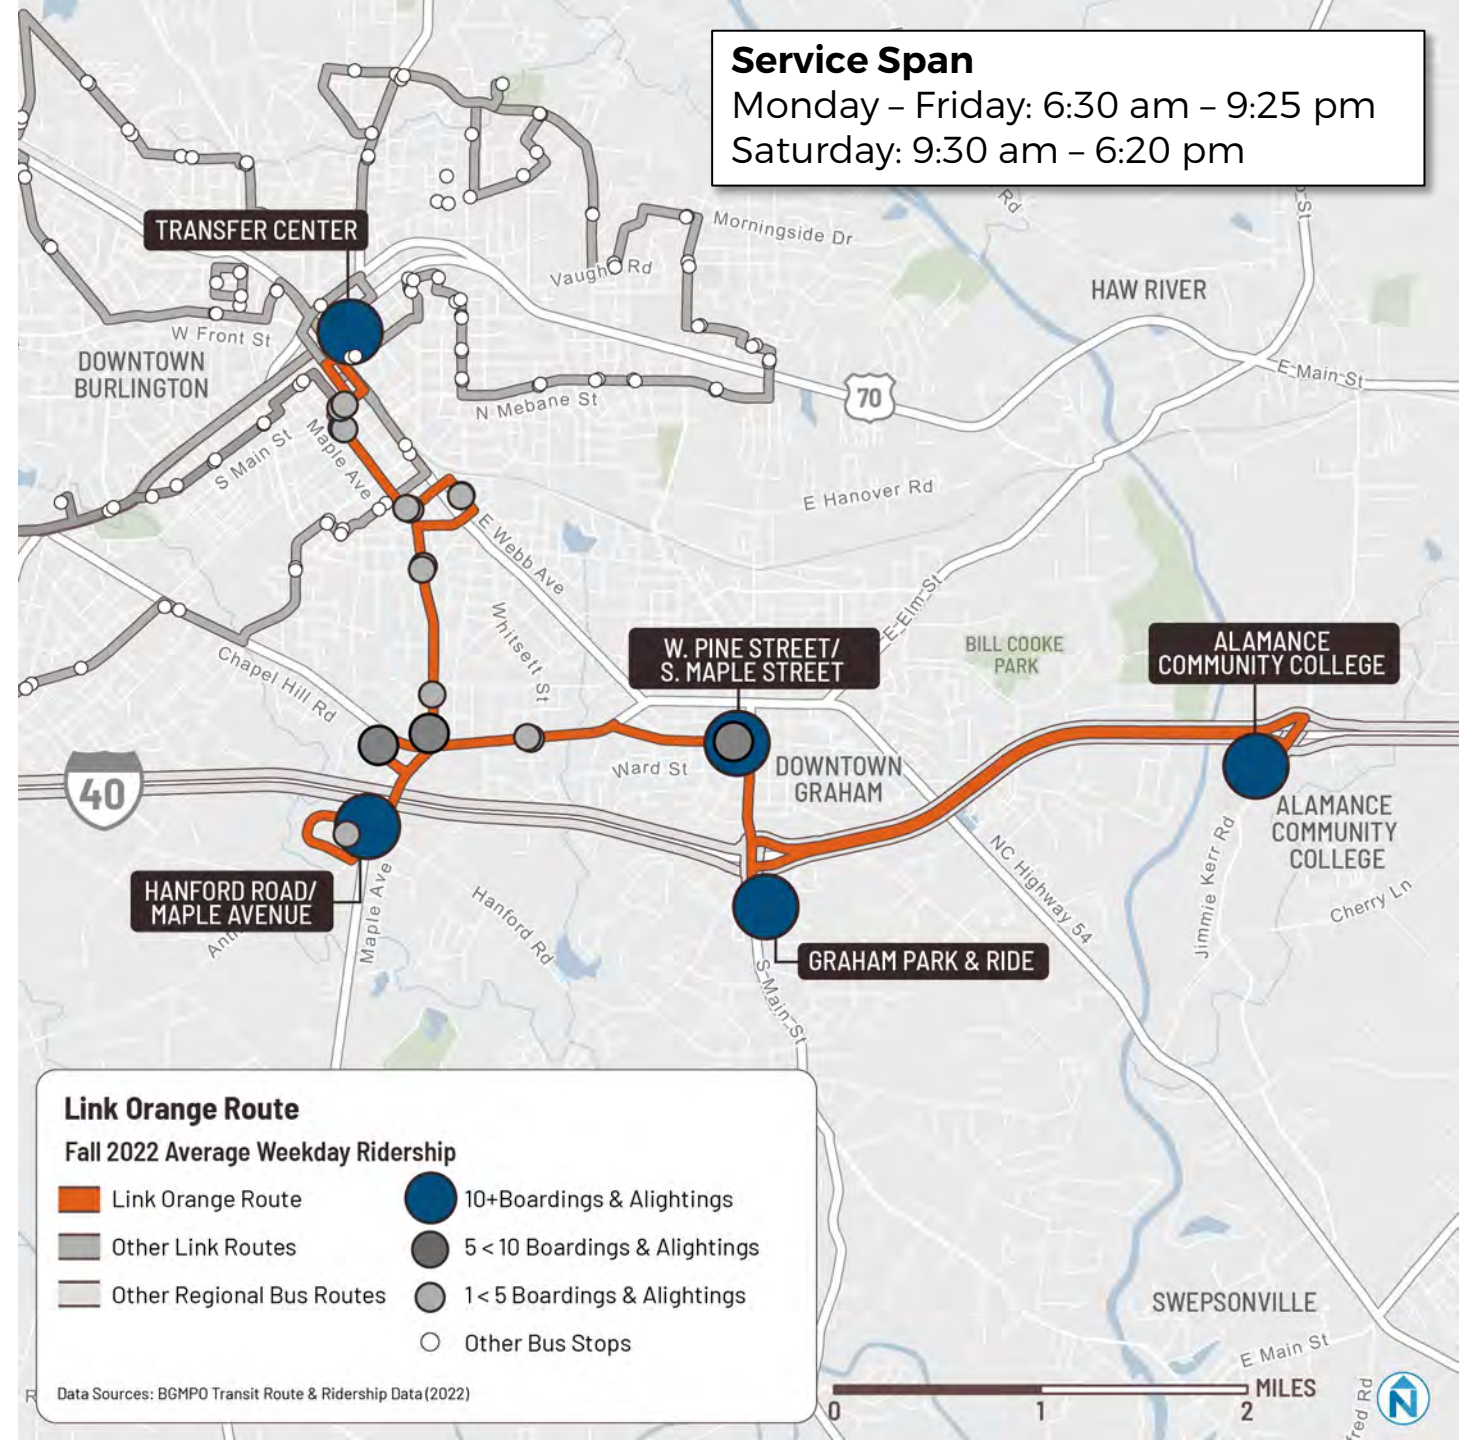 Service Span
Monday – Friday: 6:30 am – 9:25 pm
Saturday: 9:30 am – 6:20 pm
Rd
St
TRANSFER CENTER
Morningside Dr
Vaughn Rd
HAW RIVER
W Front St
DOWNTOWN
BURLINGTON
E Main St
70
N Mebane St
Maple Ave
S Main St
E Hanover Rd
E Webb Ave
E Elm St
Whitsett St
W. PINE STREET/
S. MAPLE STREET
BILL COOKE
PARK
ALAMANCE
COMMUNITY COLLEGE
Chapel Hill Rd
40
Ward St
DOWNTOWN
GRAHAM
ALAMANCE
COMMUNITY
COLLEGE
NC Highway 54
Jimmie Kerr Rd
Cherry Ln
HANFORD ROAD/
MAPLE AVENUE
Maple Ave
Hanford Rd
GRAHAM PARK & RIDE
S Main St
Link Orange Route
Fall 2022 Average Weekday Ridership
Link Orange Route
10+Boardings & Alightings
Other Link Routes
5 < 10 Boardings & Alightings
Other Regional Bus Routes
1 < 5 Boardings & Alightings
Other Bus Stops
Data Sources: BGMPO Transit Route & Ridership Data (2022)
SWEPSONVILLE
E Main St
MILES
0 1 2
N